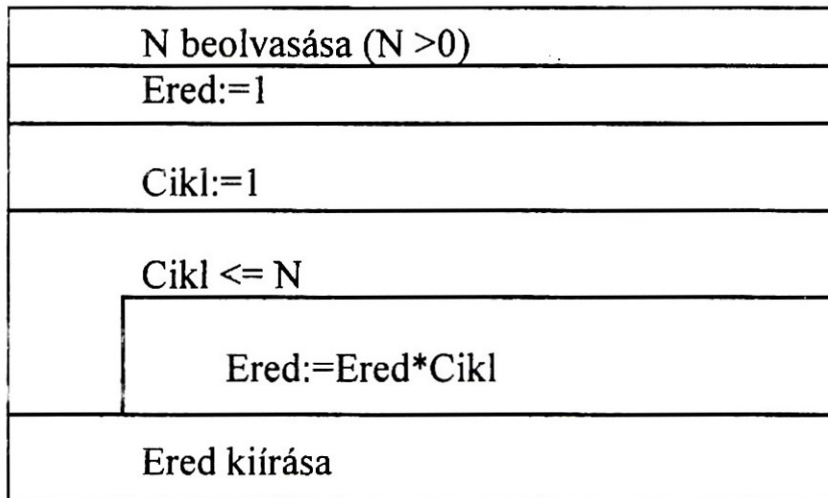 N beolvasása (N >0)
Ered:=1
Cikl:=1
Cikl <= N
Ered:=Ered*Cikl
Ered kiírása